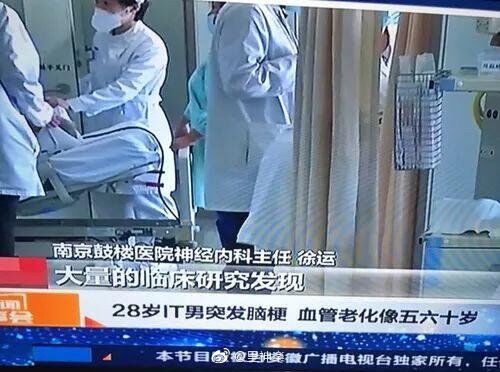 南京鼓楼医院神经内科主任 徐运
大量的临床研究发现
28岁IT男突发脑梗 血管老化像五六十岁
本节目
徽广播电视台独家所有，任